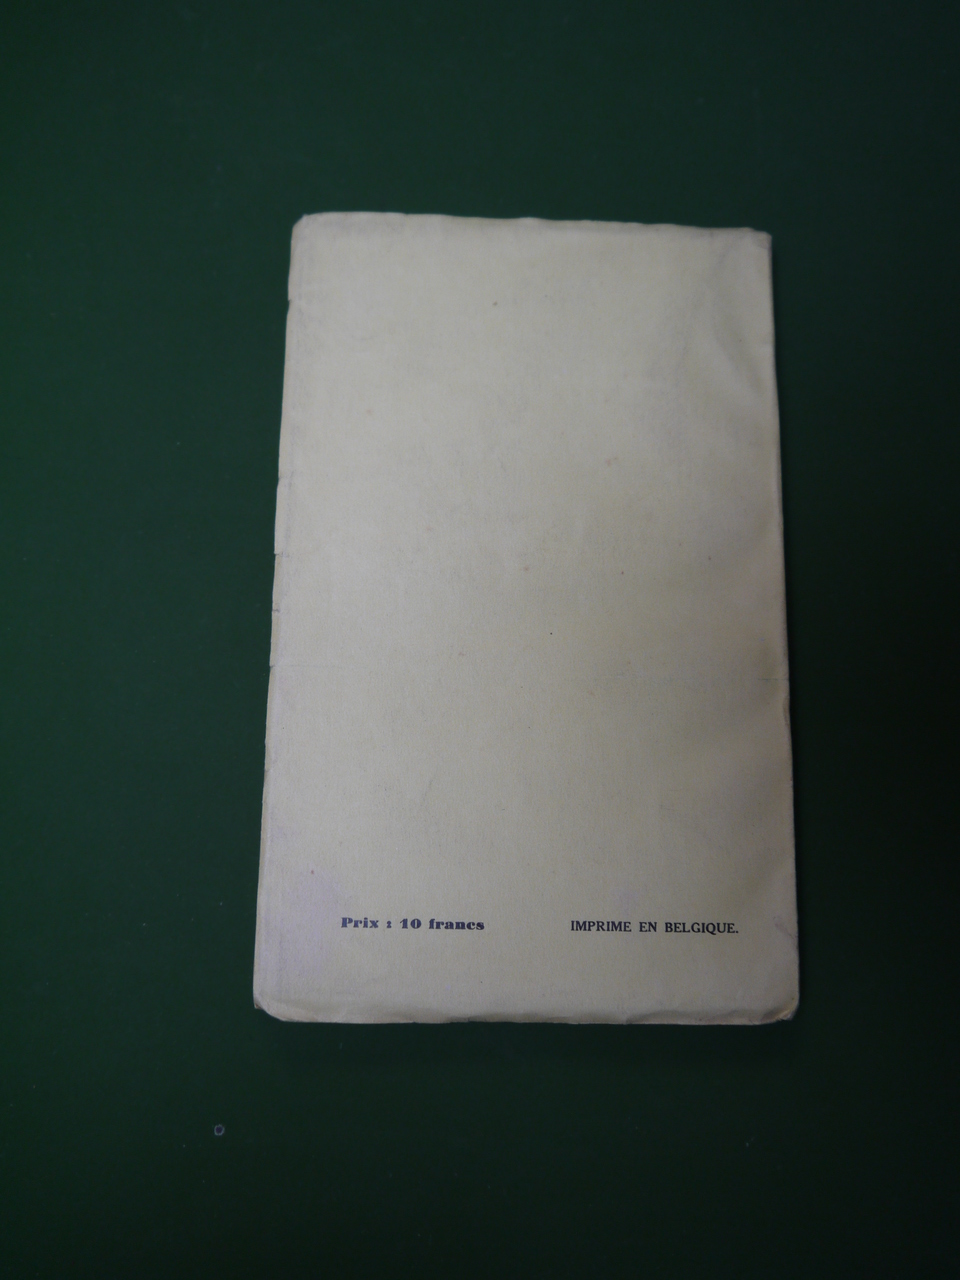 Prix : 10 francs
IMPRIME EN BELGIQUE.